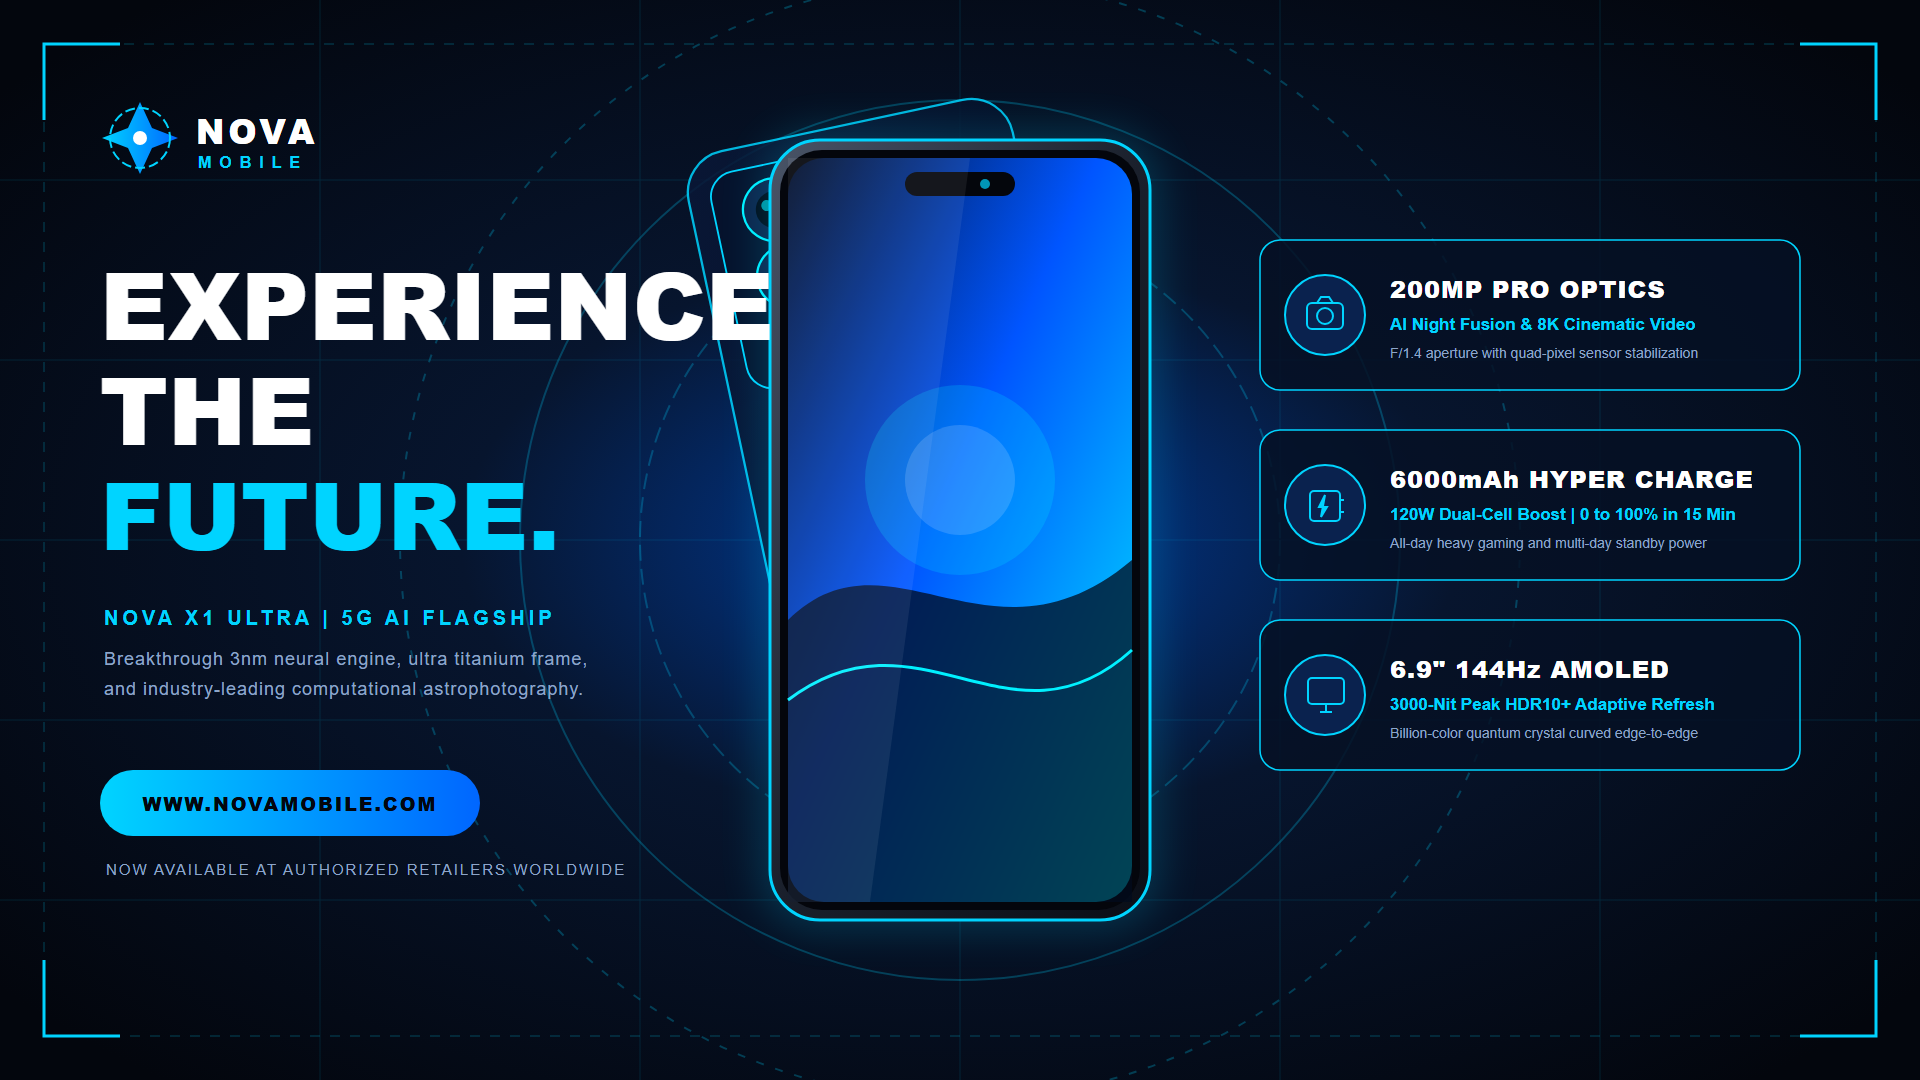 NOVA
MOBILE
EXPERIENCE
THE
FUTURE.
NOVA X1 ULTRA | 5G AI FLAGSHIP
Breakthrough 3nm neural engine, ultra titanium frame,
and industry-leading computational astrophotography.
WWW.NOVAMOBILE.COM
NOW AVAILABLE AT AUTHORIZED RETAILERS WORLDWIDE
200MP PRO OPTICS
AI Night Fusion & 8K Cinematic Video
F/1.4 aperture with quad-pixel sensor stabilization
6000mAh HYPER CHARGE
120W Dual-Cell Boost | 0 to 100% in 15 Min
All-day heavy gaming and multi-day standby power
6.9" 144Hz AMOLED
3000-Nit Peak HDR10+ Adaptive Refresh
Billion-color quantum crystal curved edge-to-edge